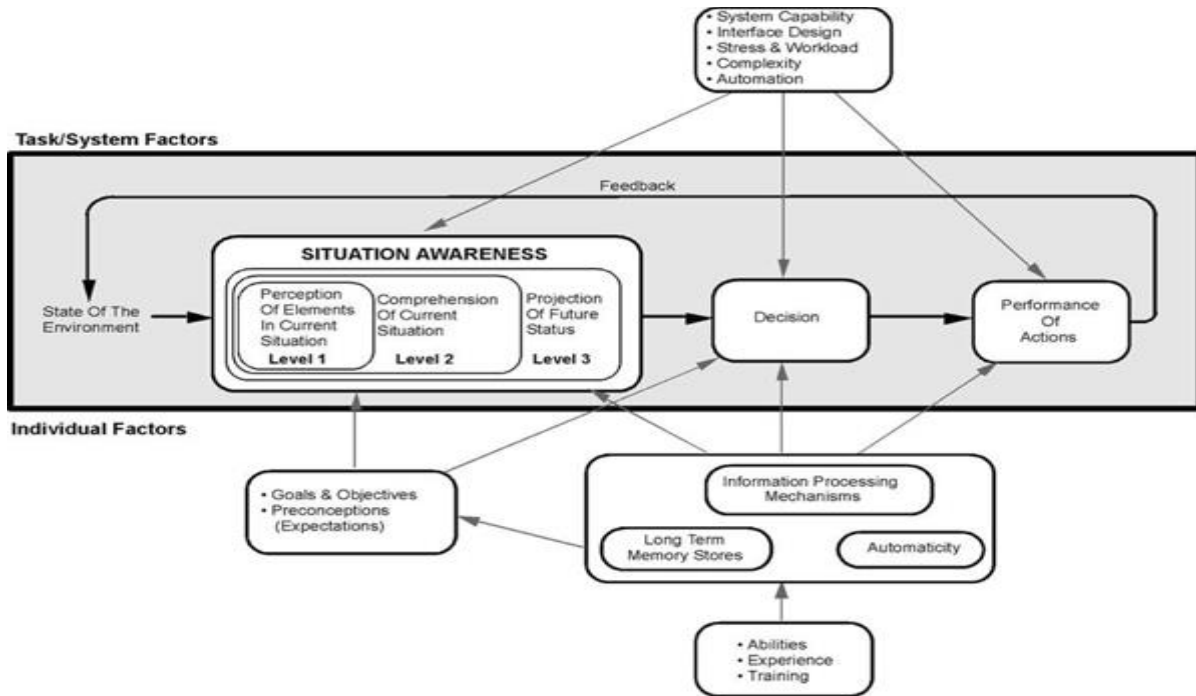 • System Capability
• Interface Design
• Stress & Workload
• Complexity
• Automation
Task/System Factors
Feedback
SITUATION AWARENESS
State Of The
Environment
Perception
Of Elements
In Current
Situation
Level 1
Comprehension
Of Current
Situation
Level 2
Projection
Of Future
Status
Level 3
Decision
Performance
Of
Actions
Individual Factors
• Goals & Objectives
• Preconceptions
(Expectations)
Information Processing
Mechanisms
Long Term
Memory Stores
Automaticity
• Abilities
• Experience
• Training